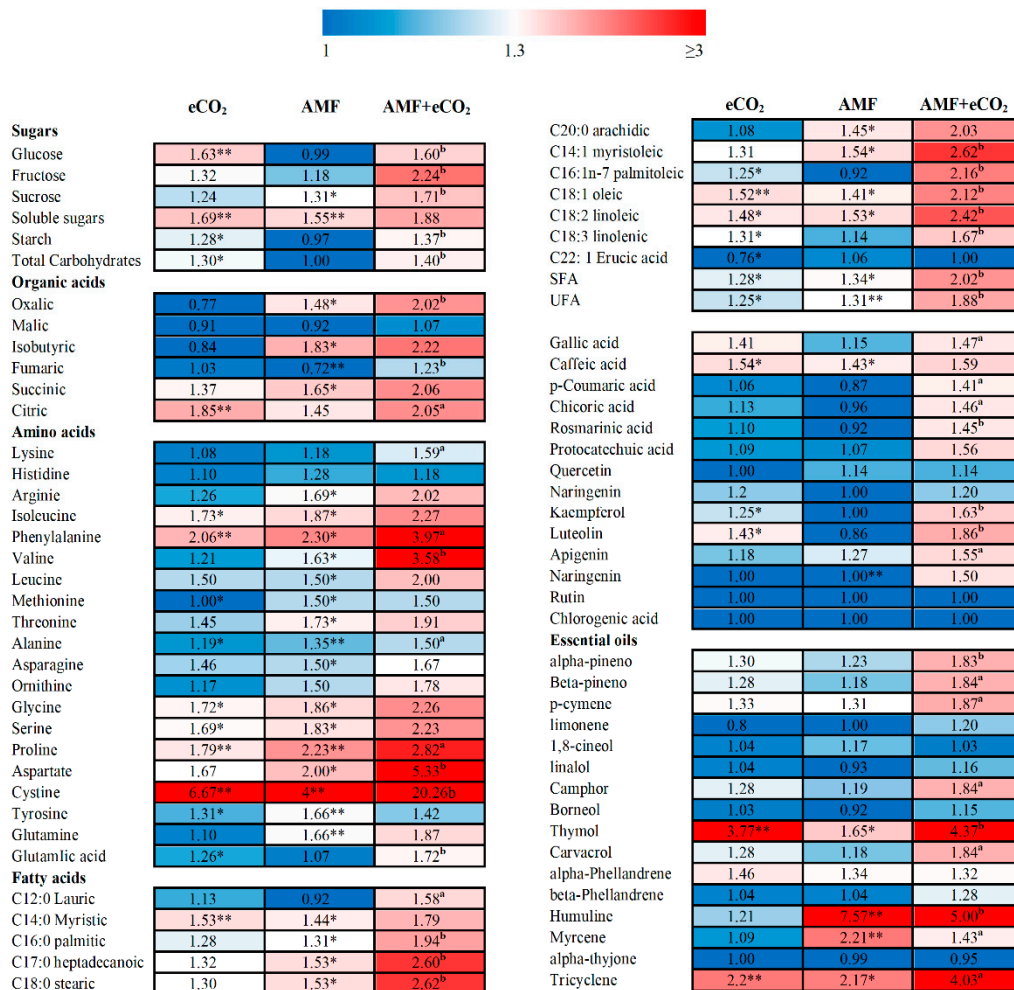 1 1.3 ≥3
eCO₂ AMF AMF+eCO₂
Sugars
Glucose 1.63** 0.99 1.60ᵇ
Fructose 1.32 1.18 2.24ᵇ
Sucrose 1.24 1.31* 1.71ᵇ
Soluble sugars 1.69** 1.55** 1.88
Starch 1.28* 0.97 1.37ᵇ
Total Carbohydrates 1.30* 1.00 1.40ᵇ
Organic acids
Oxalic 0.77 1.48* 2.02ᵇ
Malic 0.91 0.92 1.07
Isobutyric 0.84 1.83* 2.22
Fumaric 1.03 0.72** 1.23ᵇ
Succinic 1.37 1.65* 2.06
Citric 1.85** 1.45 2.05ᵃ
Amino acids
Lysine 1.08 1.18 1.59ᵃ
Histidine 1.10 1.28 1.18
Arginie 1.26 1.69* 2.02
Isoleucine 1.73* 1.87* 2.27
Phenylalanine 2.06** 2.30* 3.97ᵃ
Valine 1.21 1.63* 3.58ᵇ
Leucine 1.50 1.50* 2.00
Methionine 1.00* 1.50* 1.50
Threonine 1.45 1.73* 1.91
Alanine 1.19* 1.35** 1.50ᵃ
Asparagine 1.46 1.50* 1.67
Ornithine 1.17 1.50 1.78
Glycine 1.72* 1.86* 2.26
Serine 1.69* 1.83* 2.23
Proline 1.79** 2.23** 2.82ᵃ
Aspartate 1.67 2.00* 5.33ᵇ
Cystine 6.67** 4** 20.26b
Tyrosine 1.31* 1.66** 1.42
Glutamine 1.10 1.66** 1.87
Glutamlic acid 1.26* 1.07 1.72ᵇ
Fatty acids
C12:0 Lauric 1.13 0.92 1.58ᵃ
C14:0 Myristic 1.53** 1.44* 1.79
C16:0 palmitic 1.28 1.31* 1.94ᵇ
C17:0 heptadecanoic 1.32 1.53* 2.60ᵇ
C18:0 stearic 1.30 1.53* 2.62ᵇ
eCO₂ AMF AMF+eCO₂
C20:0 arachidic 1.08 1.45* 2.03
C14:1 myristoleic 1.31 1.54* 2.62ᵇ
C16:1n-7 palmitoleic 1.25* 0.92 2.16ᵇ
C18:1 oleic 1.52** 1.41* 2.12ᵇ
C18:2 linoleic 1.48* 1.53* 2.42ᵇ
C18:3 linolenic 1.31* 1.14 1.67ᵇ
C22: 1 Erucic acid 0.76* 1.06 1.00
SFA 1.28* 1.34* 2.02ᵇ
UFA 1.25* 1.31** 1.88ᵇ
Gallic acid 1.41 1.15 1.47ᵃ
Caffeic acid 1.54* 1.43* 1.59
p-Coumaric acid 1.06 0.87 1.41ᵃ
Chicoric acid 1.13 0.96 1.46ᵃ
Rosmarinic acid 1.10 0.92 1.45ᵇ
Protocatechuic acid 1.09 1.07 1.56
Quercetin 1.00 1.14 1.14
Naringenin 1.2 1.00 1.20
Kaempferol 1.25* 1.00 1.63ᵇ
Luteolin 1.43* 0.86 1.86ᵇ
Apigenin 1.18 1.27 1.55ᵃ
Naringenin 1.00 1.00** 1.50
Rutin 1.00 1.00 1.00
Chlorogenic acid 1.00 1.00 1.00
Essential oils
alpha-pineno 1.30 1.23 1.83ᵇ
Beta-pineno 1.28 1.18 1.84ᵃ
p-cymene 1.33 1.31 1.87ᵃ
limonene 0.8 1.00 1.20
1,8-cineol 1.04 1.17 1.03
linalol 1.04 0.93 1.16
Camphor 1.28 1.19 1.84ᵃ
Borneol 1.03 0.92 1.15
Thymol 3.77** 1.65* 4.37ᵇ
Carvacrol 1.28 1.18 1.84ᵃ
alpha-Phellandrene 1.46 1.34 1.32
beta-Phellandrene 1.04 1.04 1.28
Humuline 1.21 7.57** 5.00ᵇ
Myrcene 1.09 2.21** 1.43ᵃ
alpha-thyjone 1.00 0.99 0.95
Tricyclene 2.2** 2.17* 4.03ᵃ